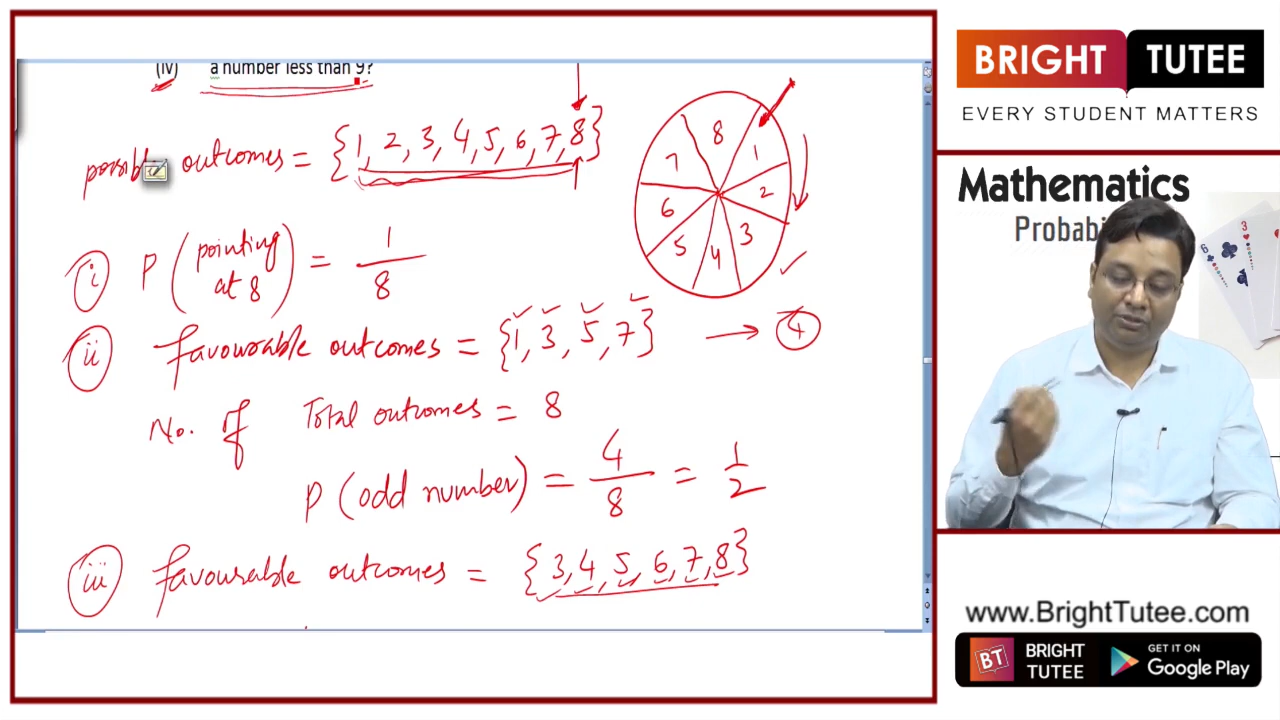 (iv) a number less than 9?
possible outcomes = {1, 2, 3, 4, 5, 6, 7, 8}
8
1
7
2
6
3
5
4
(i) P (pointing at 8) = 1/8
(ii) favourable outcomes = {1, 3, 5, 7} → 4
No. of Total outcomes = 8
P (odd number) = 4/8 = 1/2
(iii) favourable outcomes = {3, 4, 5, 6, 7, 8}
BRIGHT TUTEE
EVERY STUDENT MATTERS
Mathematics
Probabi
6
3
www.BrightTutee.com
BT BRIGHT TUTEE
GET IT ON
Google Play